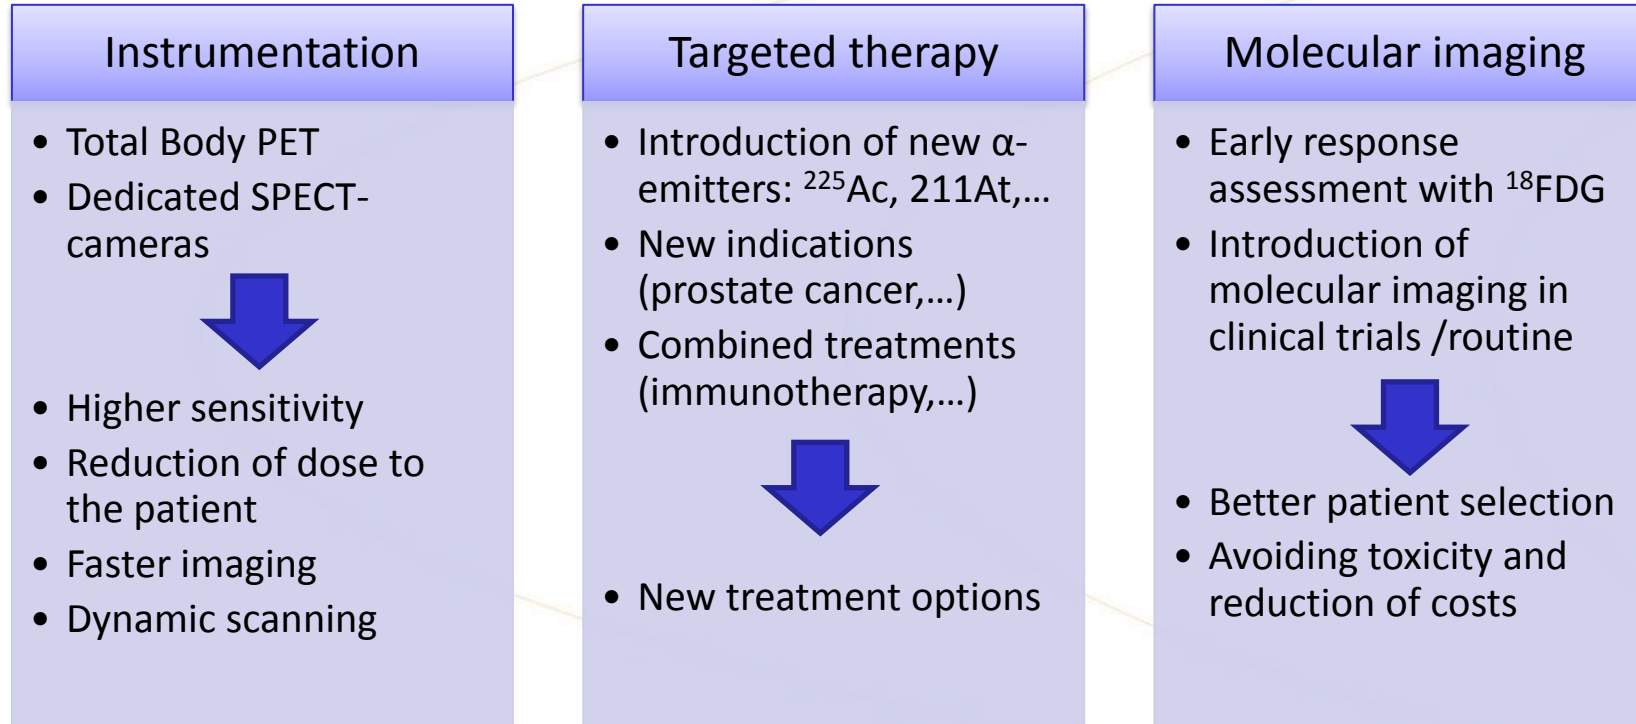 Instrumentation
• Total Body PET
• Dedicated SPECT-
cameras
• Higher sensitivity
• Reduction of dose to
the patient
• Faster imaging
• Dynamic scanning
Targeted therapy
• Introduction of new α-
emitters: ²²⁵Ac, 211At,...
• New indications
(prostate cancer,...)
• Combined treatments
(immunotherapy,...)
• New treatment options
Molecular imaging
• Early response
assessment with ¹⁸FDG
• Introduction of
molecular imaging in
clinical trials /routine
• Better patient selection
• Avoiding toxicity and
reduction of costs